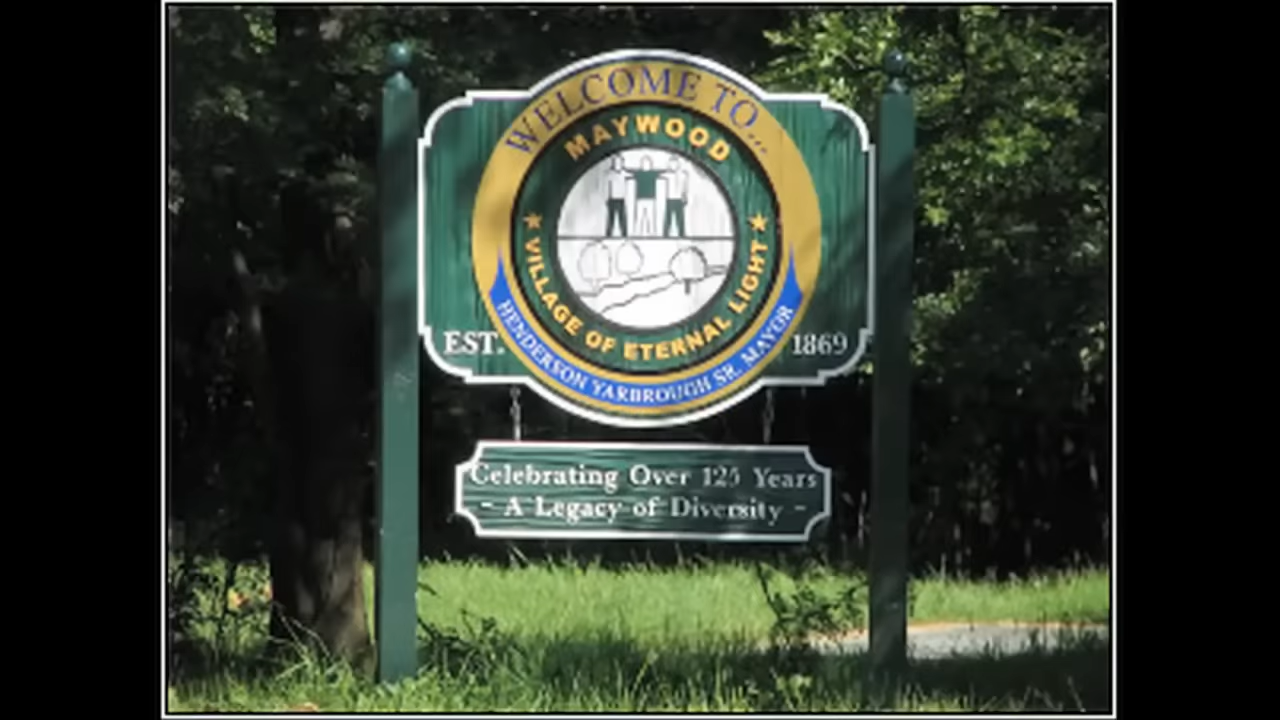 WELCOME TO...
MAYWOOD
★ VILLAGE OF ETERNAL LIGHT ★
HENDERSON YARBROUGH SR. MAYOR
EST. 1869
Celebrating Over 125 Years
- A Legacy of Diversity -